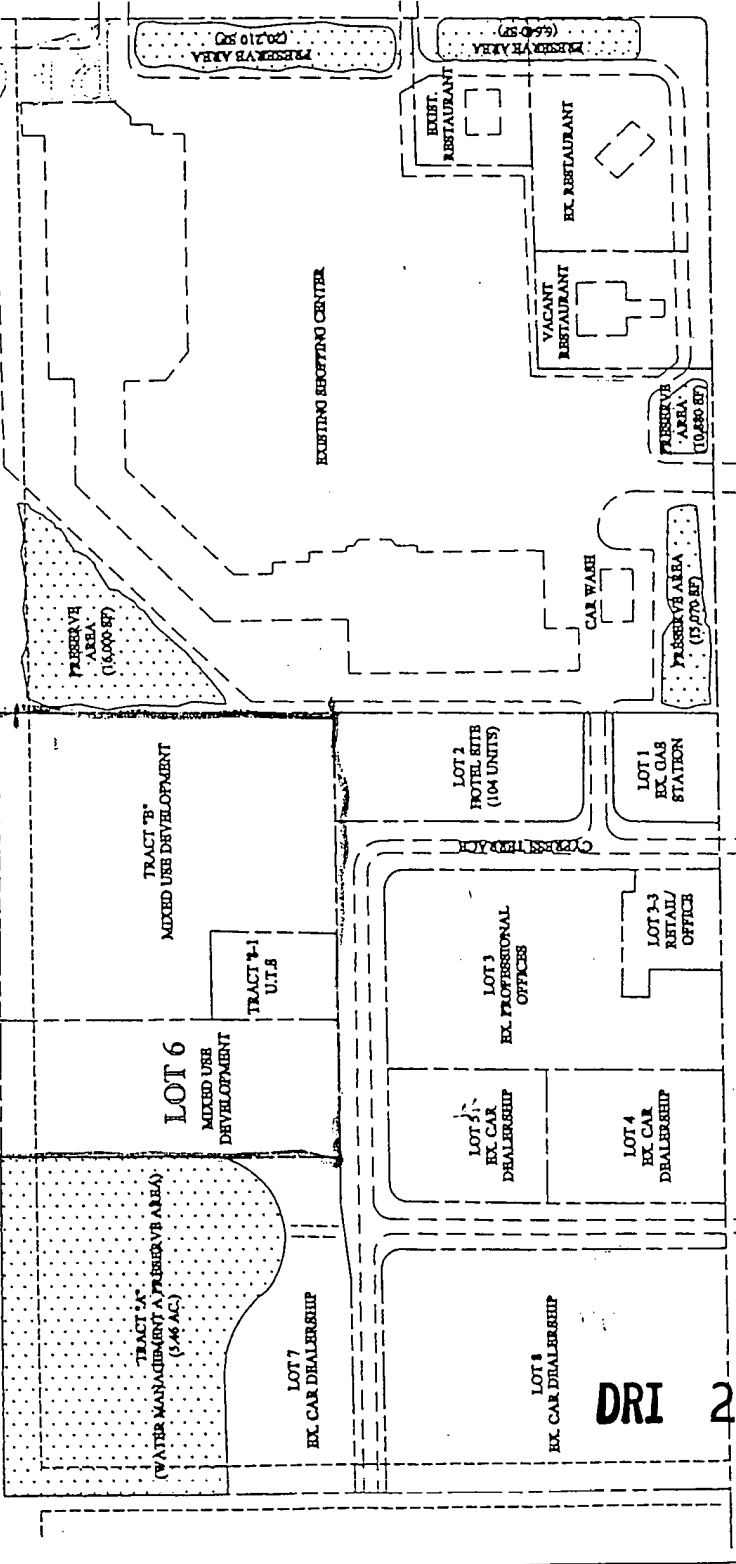 PRESERVE AREA
(20,210 SF)
PRESERVE AREA
(6,640 SF)
EXIST.
RESTAURANT
EX. RESTAURANT
VACANT
RESTAURANT
EXISTING SHOPPING CENTER
PRESERVE
AREA
(10,880 SF)
PRESERVE
AREA
(16,000 SF)
CAR WASH
PRESERVE AREA
(15,070 SF)
TRACT "B"
MIXED USE DEVELOPMENT
LOT 2
HOTEL SITE
(104 UNITS)
LOT 1
EX. GAS
STATION
CYPRESS TERRACE
TRACT B-1
U.T.S
LOT 3
EX. PROFESSIONAL
OFFICES
LOT 3-3
RETAIL/
OFFICE
LOT 6
MIXED USE
DEVELOPMENT
LOT 5
EX. CAR
DEALERSHIP
LOT 4
EX. CAR
DEALERSHIP
TRACT "A"
(WATER MANAGEMENT A PRESERVE AREA)
(5.46 AC.)
LOT 7
EX. CAR DEALERSHIP
LOT 8
EX. CAR DEALERSHIP
DRI 2